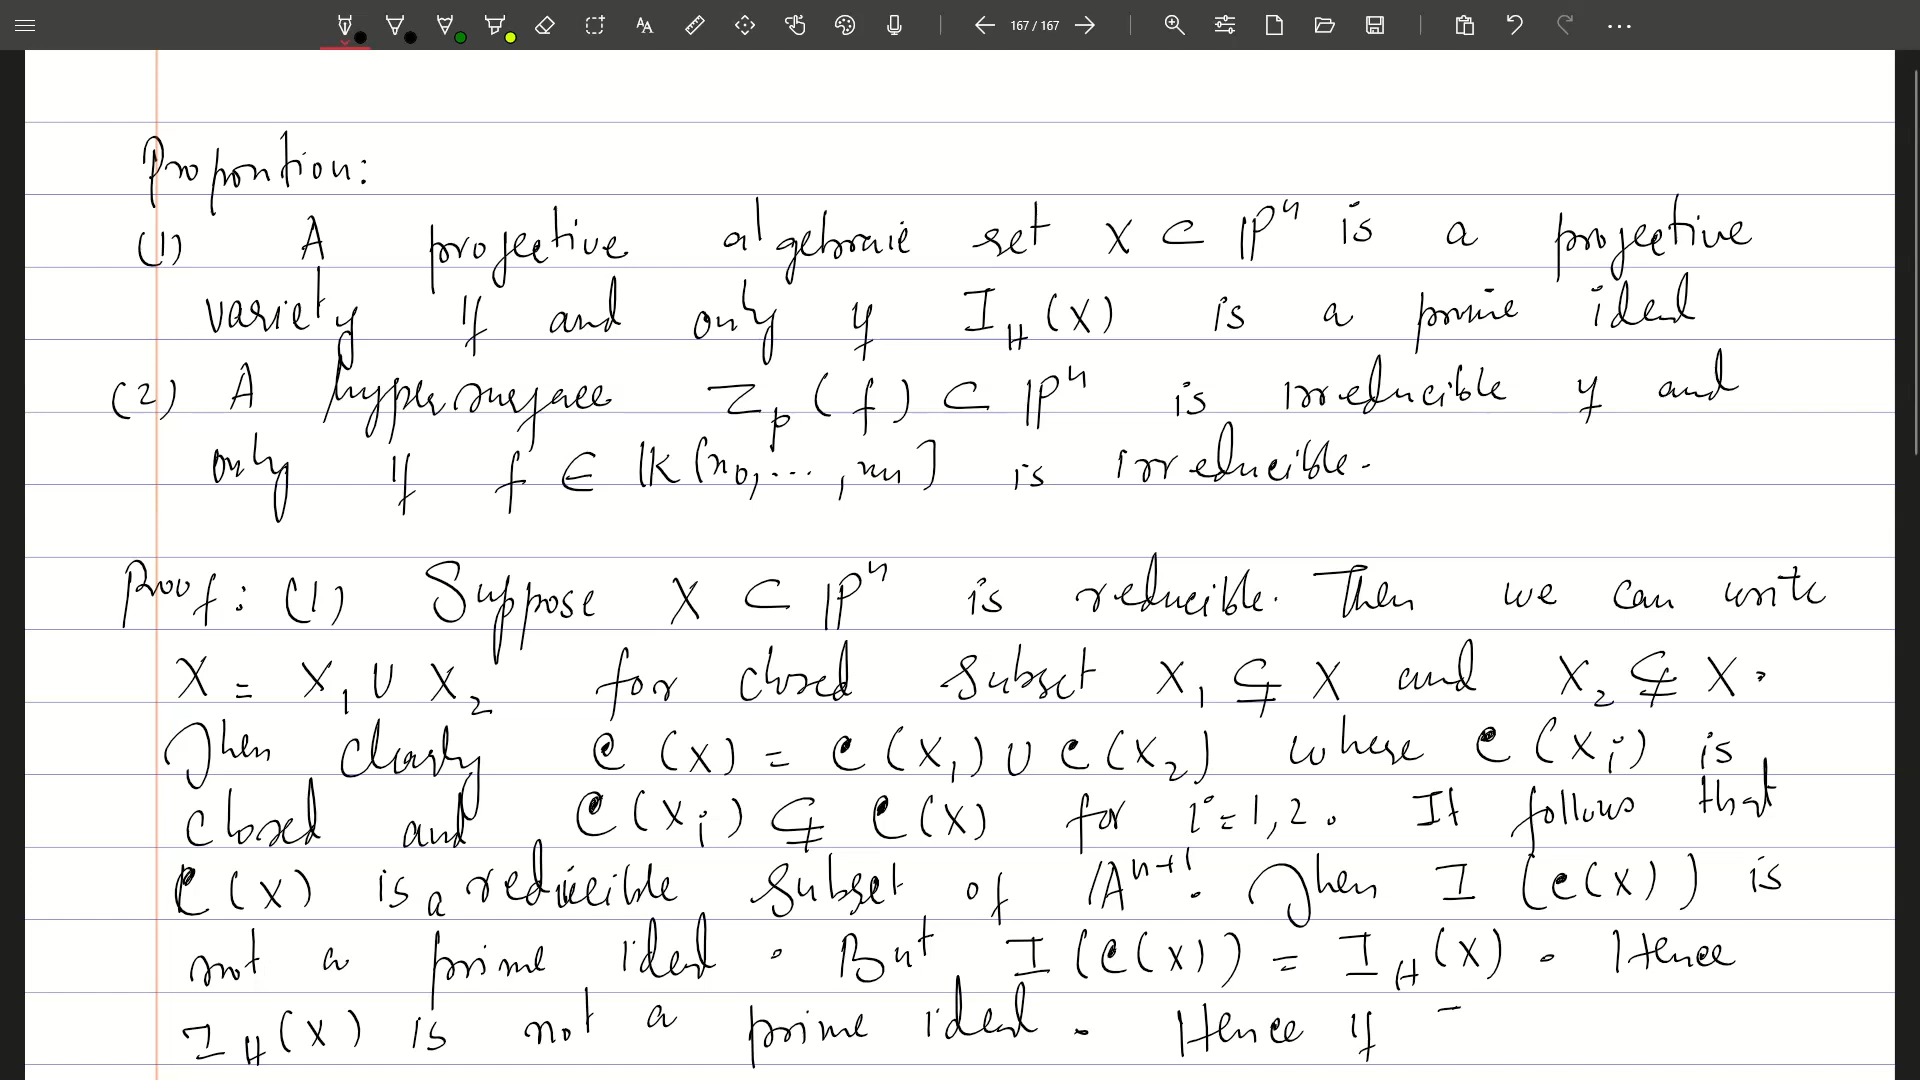 167 / 167
Proposition:
(1) A projective algebraic set X ⊂ ℙⁿ is a projective
variety if and only if I_H (X) is a prime ideal
(2) A hypersurface Z_p (f) ⊂ ℙⁿ is irreducible if and
only if f ∈ 𝕂[x₀,...,xₙ] is irreducible.
Proof: (1) Suppose X ⊂ ℙⁿ is reducible. Then we can write
X = X₁ ∪ X₂ for closed subset X₁ ⊊ X and X₂ ⊊ X.
Then clearly C (X) = C (X₁) ∪ C(X₂) where C (Xᵢ) is
closed and C(Xᵢ) ⊊ C(X) for i=1,2. It follows that
C(X) is a reducible subset of 𝔸ⁿ⁺¹. Then I (C(X)) is
not a prime ideal. But I (C(X)) = I_H (X). Hence
I_H (X) is not a prime ideal. Hence if